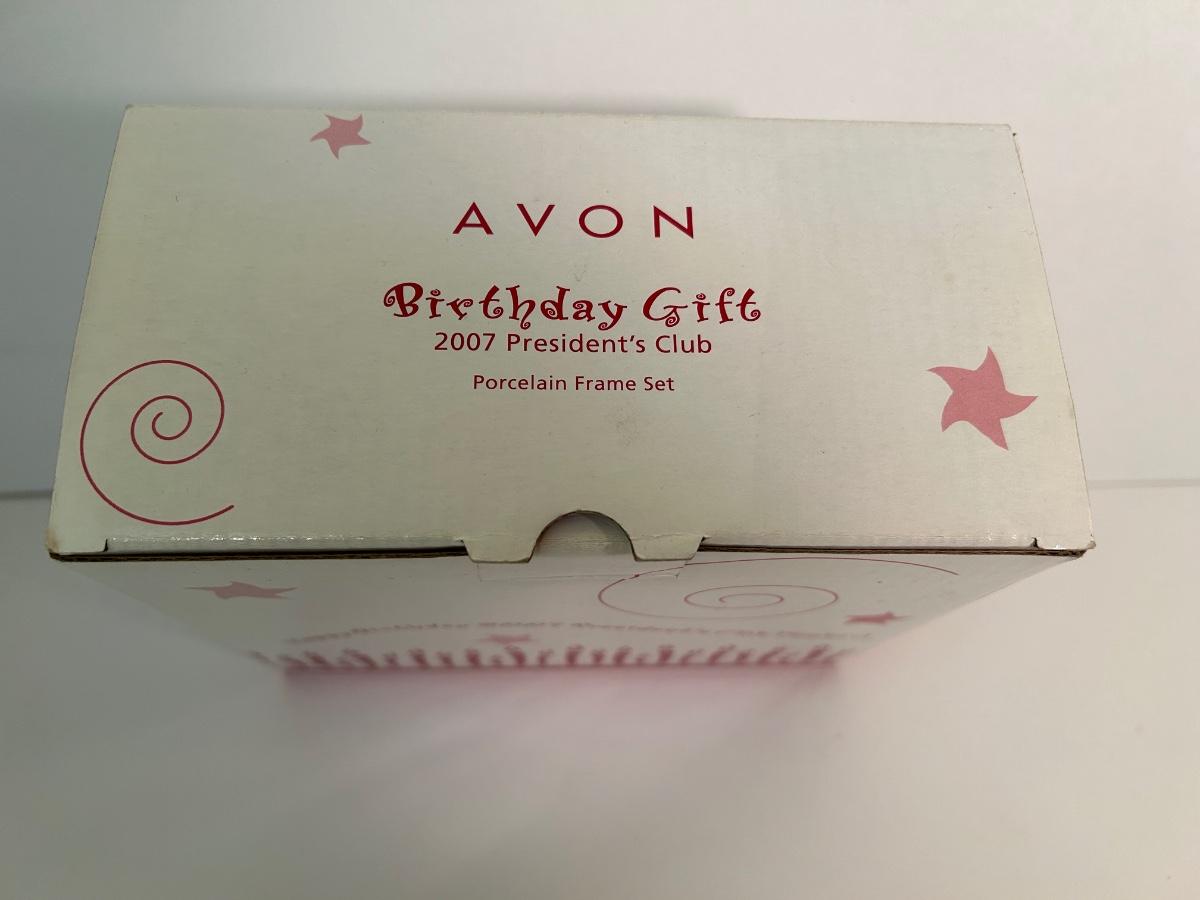 AVON
Birthday Gift
2007 President's Club
Porcelain Frame Set